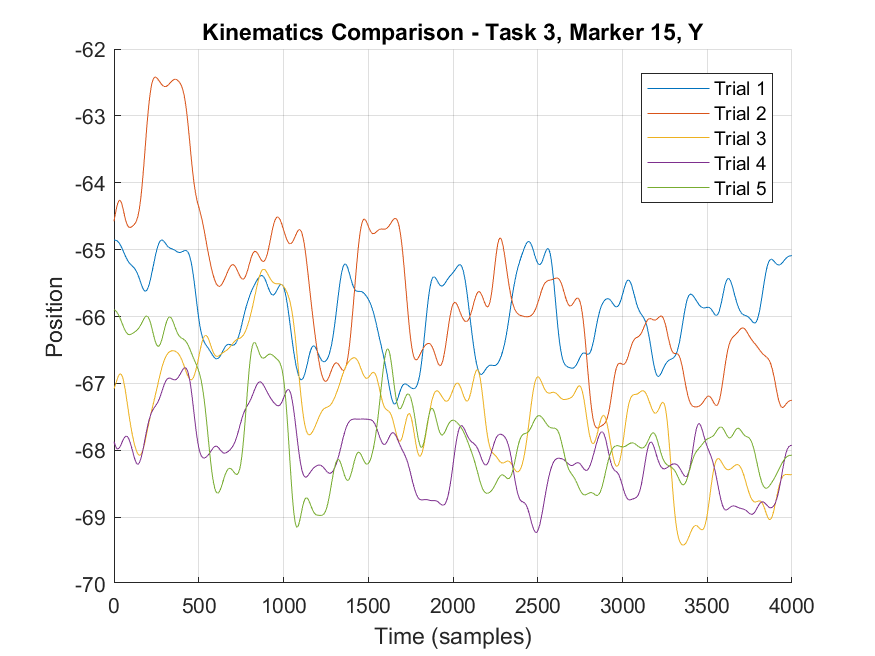 Kinematics Comparison - Task 3, Marker 15, Y
-62
-63
-64
-65
-66
-67
-68
-69
-70
Position
Trial 1
Trial 2
Trial 3
Trial 4
Trial 5
0 500 1000 1500 2000 2500 3000 3500 4000
Time (samples)